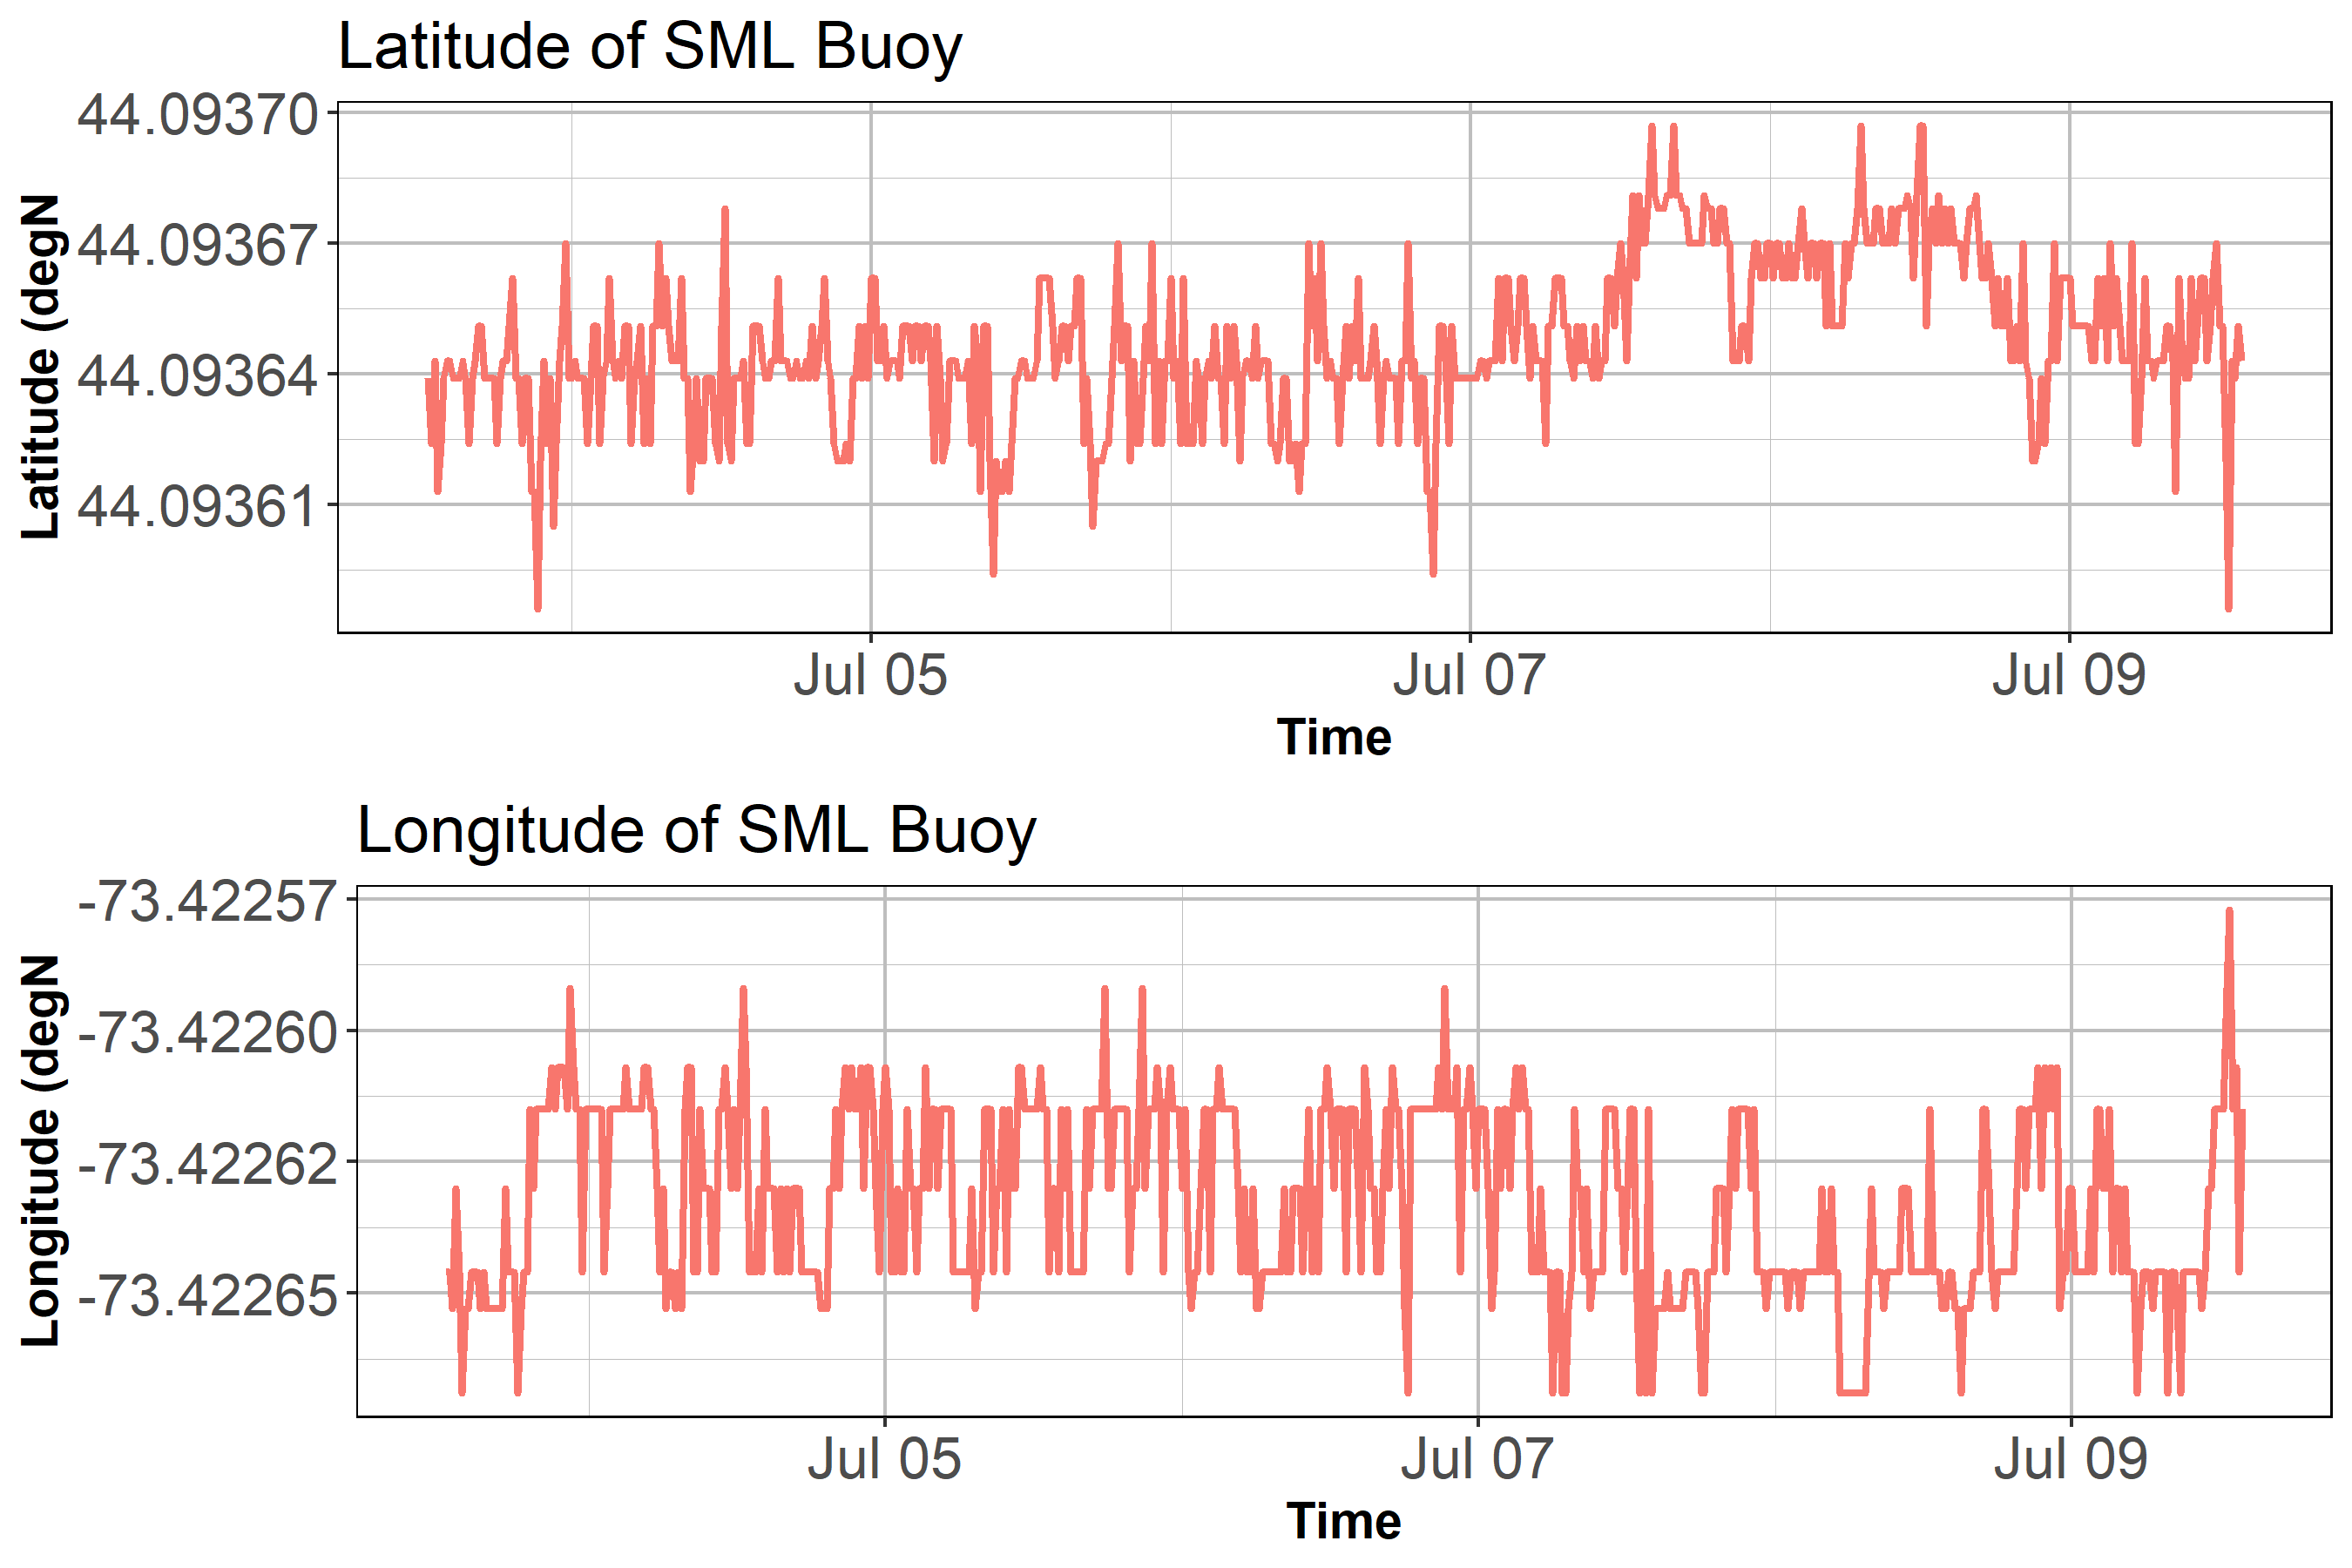 Latitude of SML Buoy
44.09370
44.09367
44.09364
44.09361
Latitude (degN
Jul 05 Jul 07 Jul 09
Time
Longitude of SML Buoy
-73.42257
-73.42260
-73.42262
-73.42265
Longitude (degN
Jul 05 Jul 07 Jul 09
Time